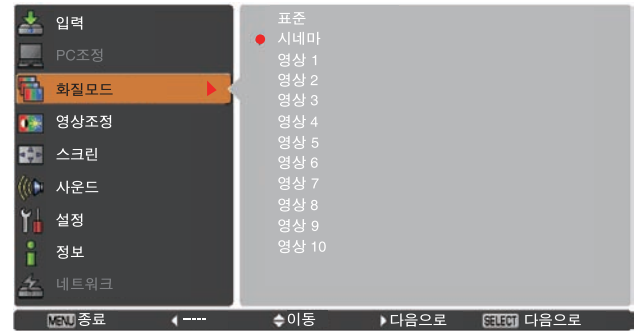 입력
PC조정
화질모드
영상조정
스크린
사운드
설정
정보
네트워크
표준
시네마
영상 1
영상 2
영상 3
영상 4
영상 5
영상 6
영상 7
영상 8
영상 9
영상 10
MENU 종료 ---- 이동 다음으로 SELECT 다음으로